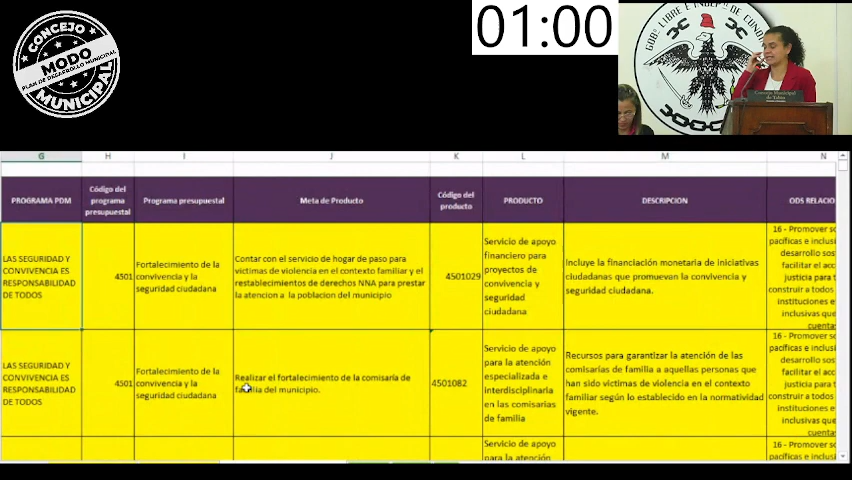 CONCEJO
MODO
PLAN DE DESARROLLO MUNICIPAL
MUNICIPAL
01:00
Concejo Municipal
G H I J K L M N
PROGRAMA PDM
Código del
programa
presupuestal
Programa presupuestal
Meta de Producto
Código del
producto
PRODUCTO
DESCRIPCION
ODS RELACIO
LAS SEGURIDAD Y
CONVIVENCIA ES
RESPONSABILIDAD
DE TODOS
4501
Fortalecimiento de la
convivencia y la
seguridad ciudadana
Contar con el servicio de hogar de paso para
victimas de violencia en el contexto familiar y el
restablecimientos de derechos NNA para prestar
la atencion a la poblacion del municipio
4501029
Servicio de apoyo
financiero para
proyectos de
convivencia y
seguridad
ciudadana
Incluye la financiación monetaria de iniciativas
ciudadanas que promuevan la convivencia y
seguridad ciudadana.
16 - Promover so
pacíficas e inclusi
desarrollo sos
facilitar el acc
justicia para t
construir a todos
instituciones e
inclusivas que
cuentas
LAS SEGURIDAD Y
CONVIVENCIA ES
RESPONSABILIDAD
DE TODOS
4501
Fortalecimiento de la
convivencia y la
seguridad ciudadana
Realizar el fortalecimiento de la comisaría de
familia del municipio.
4501082
Servicio de apoyo
para la atención
especializada e
interdisciplinaria
en las comisarias
de familia
Recursos para garantizar la atención de las
comisarías de familia a aquellas personas que
han sido victimas de violencia en el contexto
familiar según lo establecido en la normatividad
vigente.
16 - Promover so
pacíficas e inclusi
desarrollo sos
facilitar el acc
justicia para t
construir a todos
instituciones e
inclusivas que
cuentas
Servicio de apoyo
para la atención
16 - Promover so
pacíficas e inclusi